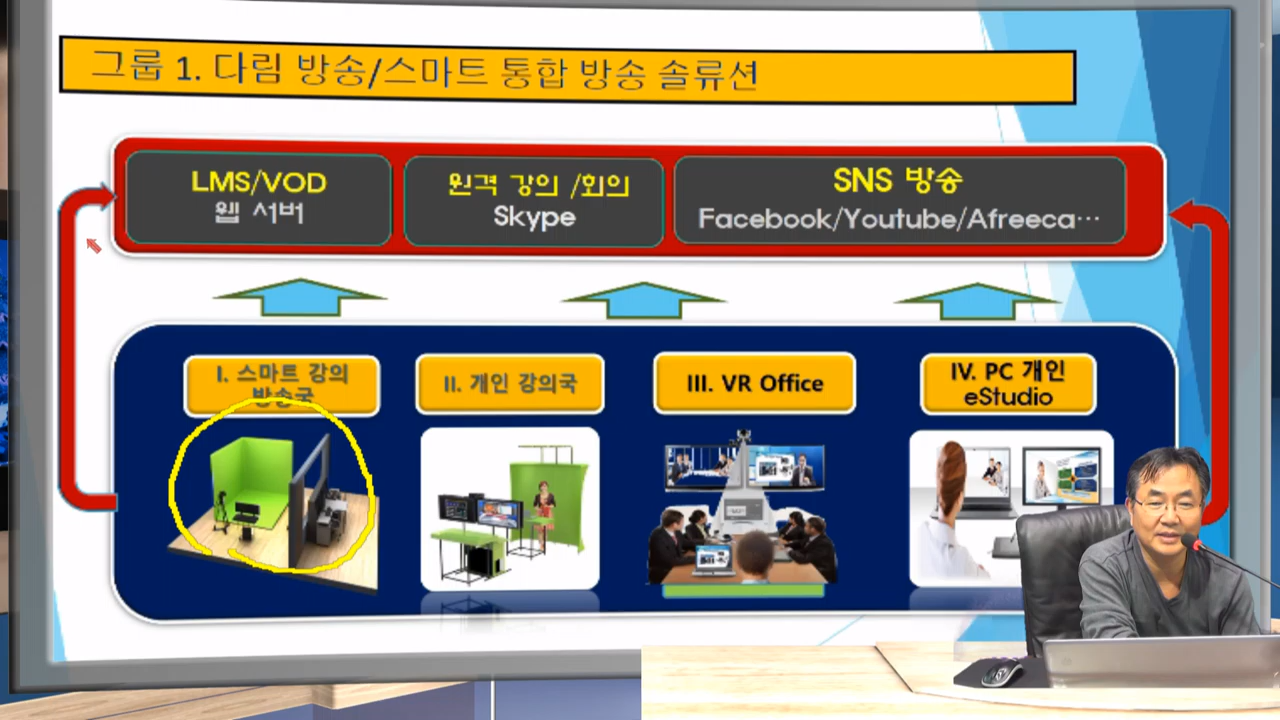 그룹 1. 다림 방송/스마트 통합 방송 솔류션
LMS/VOD
웹 서버
원격 강의 /회의
Skype
SNS 방송
Facebook/Youtube/Afreeca…
I. 스마트 강의
방송국
II. 개인 강의국
III. VR Office
IV. PC 개인
eStudio